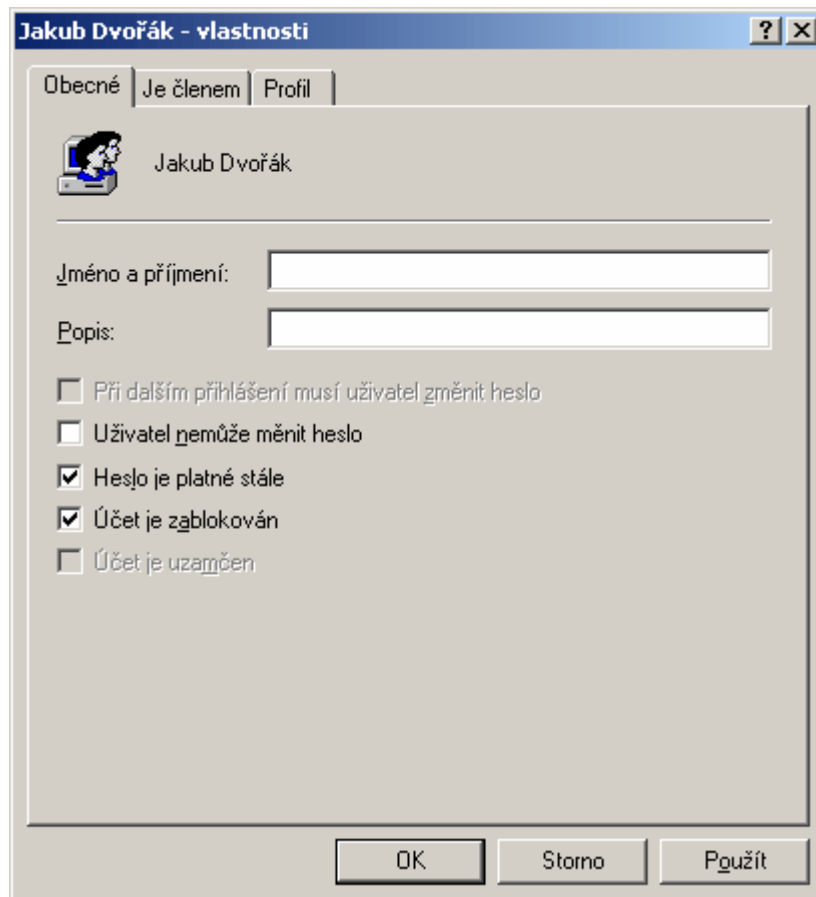 Jakub Dvořák - vlastnosti
Obecné Je členem Profil
Jakub Dvořák
Jméno a příjmení:
Popis:
Při dalším přihlášení musí uživatel změnit heslo
Uživatel nemůže měnit heslo
Heslo je platné stále
Účet je zablokován
Účet je uzamčen
OK Storno Použít